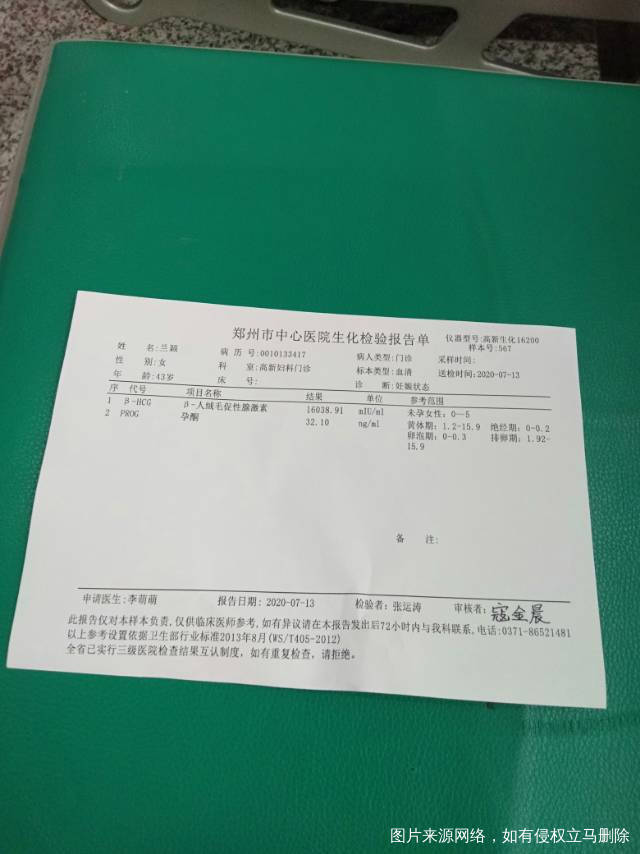 郑州市中心医院生化检验报告单
仪器型号:高新生化16200
样本号:567
姓 名:兰颖 病 历 号:0010133417 病人类型:门诊 采样时间:
性 别:女 科 室:高新妇科门诊 标本类型:血清 送检时间:2020-07-13
年 龄:43岁 床 号: 诊 断:妊娠状态
序 代号 项目名称 结果 单位 参考范围
1 β-HCG β-人绒毛促性腺激素 16038.91 mIU/ml 未孕女性：0—5
2 PROG 孕酮 32.10 ng/ml 黄体期：1.2-15.9 绝经期：0-0.2
卵泡期：0-0.3 排卵期：1.92-
15.9
备 注:
申请医生:李萌萌 报告日期: 2020-07-13 检验者: 张运涛 审核者: 寇金晨
此报告仅对本样本负责,仅供临床医师参考,如有异议请在本报告发出后72小时内与我科联系,电话:0371-86521481
以上参考设置依据卫生部行业标准2013年8月(WS/T405-2012)
全省已实行三级医院检查结果互认制度，如有重复检查，请拒绝。
图片来源网络，如有侵权立马删除